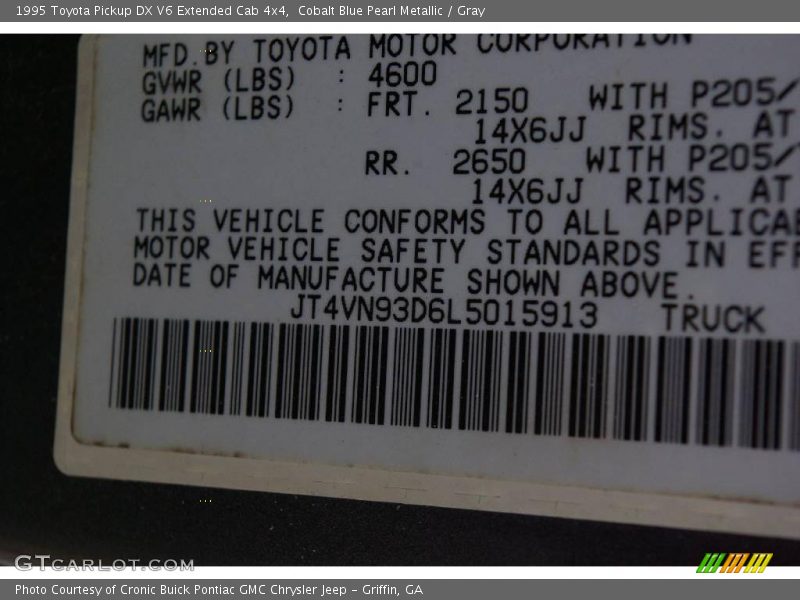 1995 Toyota Pickup DX V6 Extended Cab 4x4, Cobalt Blue Pearl Metallic / Gray
MFD.BY TOYOTA MOTOR CORPORATION
GVWR (LBS) : 4600
GAWR (LBS) : FRT. 2150 WITH P205/
14X6JJ RIMS. AT
RR. 2650 WITH P205/
14X6JJ RIMS. AT
THIS VEHICLE CONFORMS TO ALL APPLICAB
MOTOR VEHICLE SAFETY STANDARDS IN EFF
DATE OF MANUFACTURE SHOWN ABOVE.
JT4VN93D6L5015913 TRUCK
GTCARLOT.COM
Photo Courtesy of Cronic Buick Pontiac GMC Chrysler Jeep – Griffin, GA